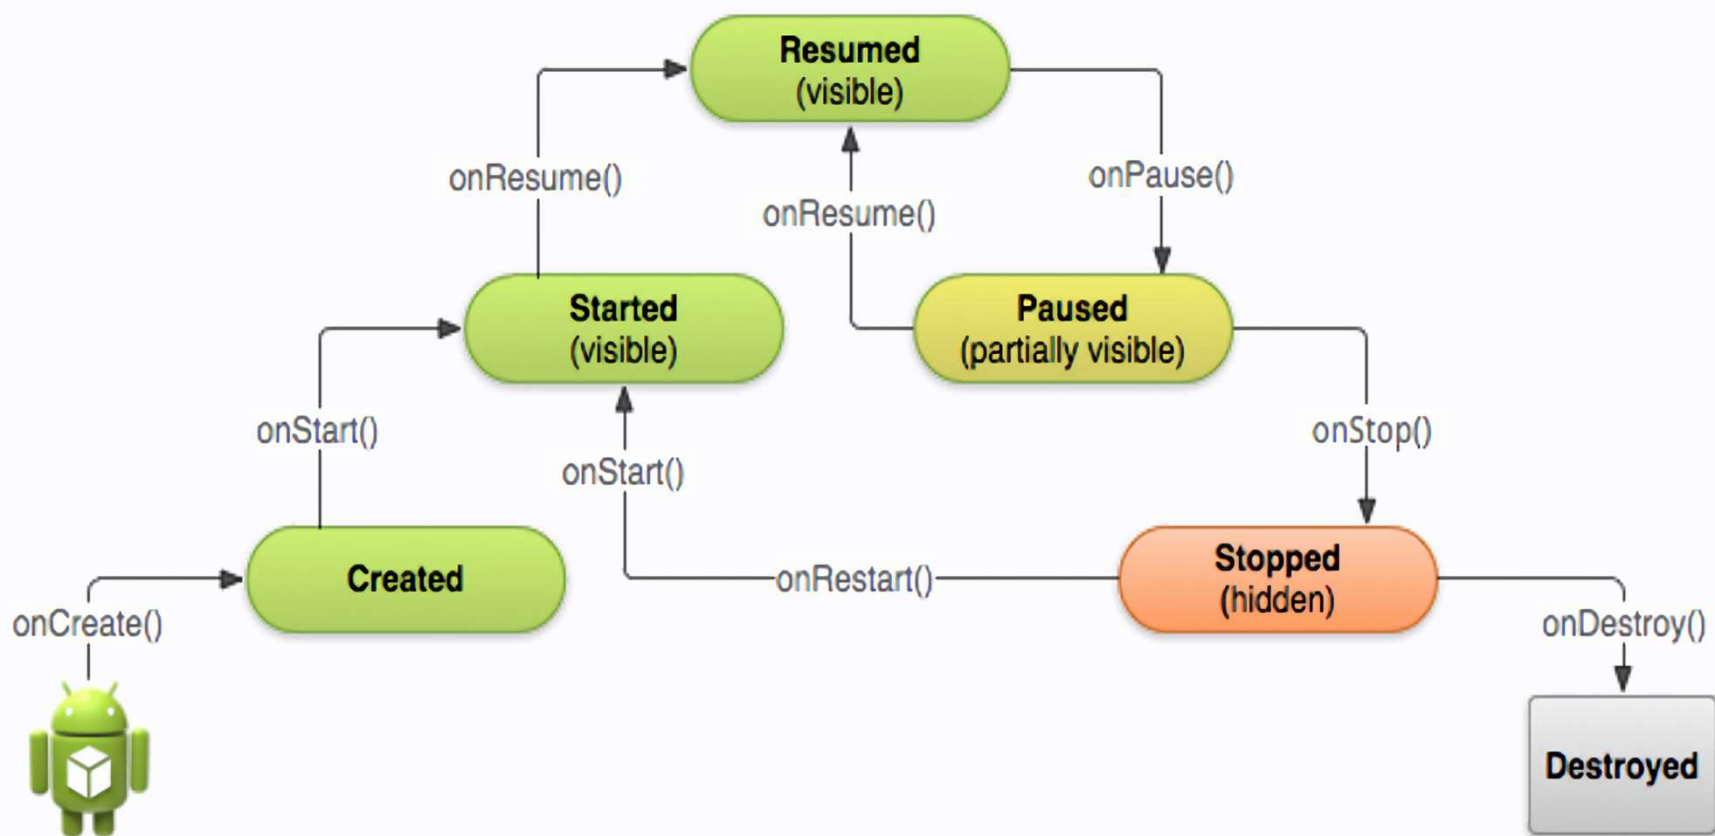 Resumed
(visible)
onResume()
onPause()
onResume()
Started
(visible)
Paused
(partially visible)
onStart()
onStop()
onStart()
Created
onRestart()
Stopped
(hidden)
onCreate()
onDestroy()
Destroyed